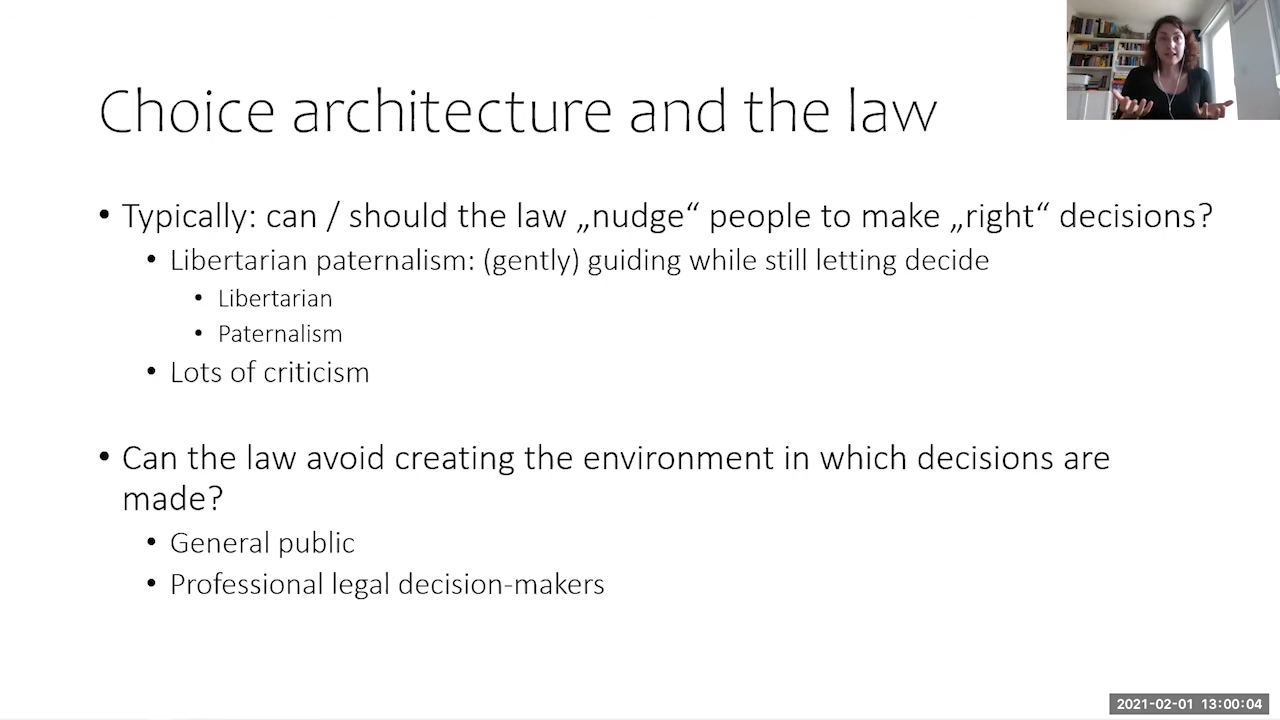 Choice architecture and the law
• Typically: can / should the law „nudge“ people to make „right“ decisions?
• Libertarian paternalism: (gently) guiding while still letting decide
• Libertarian
• Paternalism
• Lots of criticism
• Can the law avoid creating the environment in which decisions are
made?
• General public
• Professional legal decision-makers
2021-02-01 13:00:04